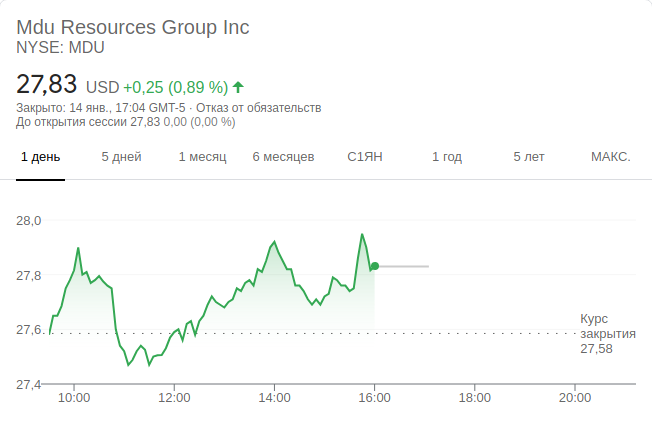 Mdu Resources Group Inc
NYSE: MDU
27,83 USD +0,25 (0,89 %)
Закрыто: 14 янв., 17:04 GMT-5 · Отказ от обязательств
До открытия сессии 27,83 0,00 (0,00 %)
1 день 5 дней 1 месяц 6 месяцев С1ЯН 1 год 5 лет МАКС.
28,0
27,8
27,6
Курс
закрытия
27,58
27,4
10:00 12:00 14:00 16:00 18:00 20:00